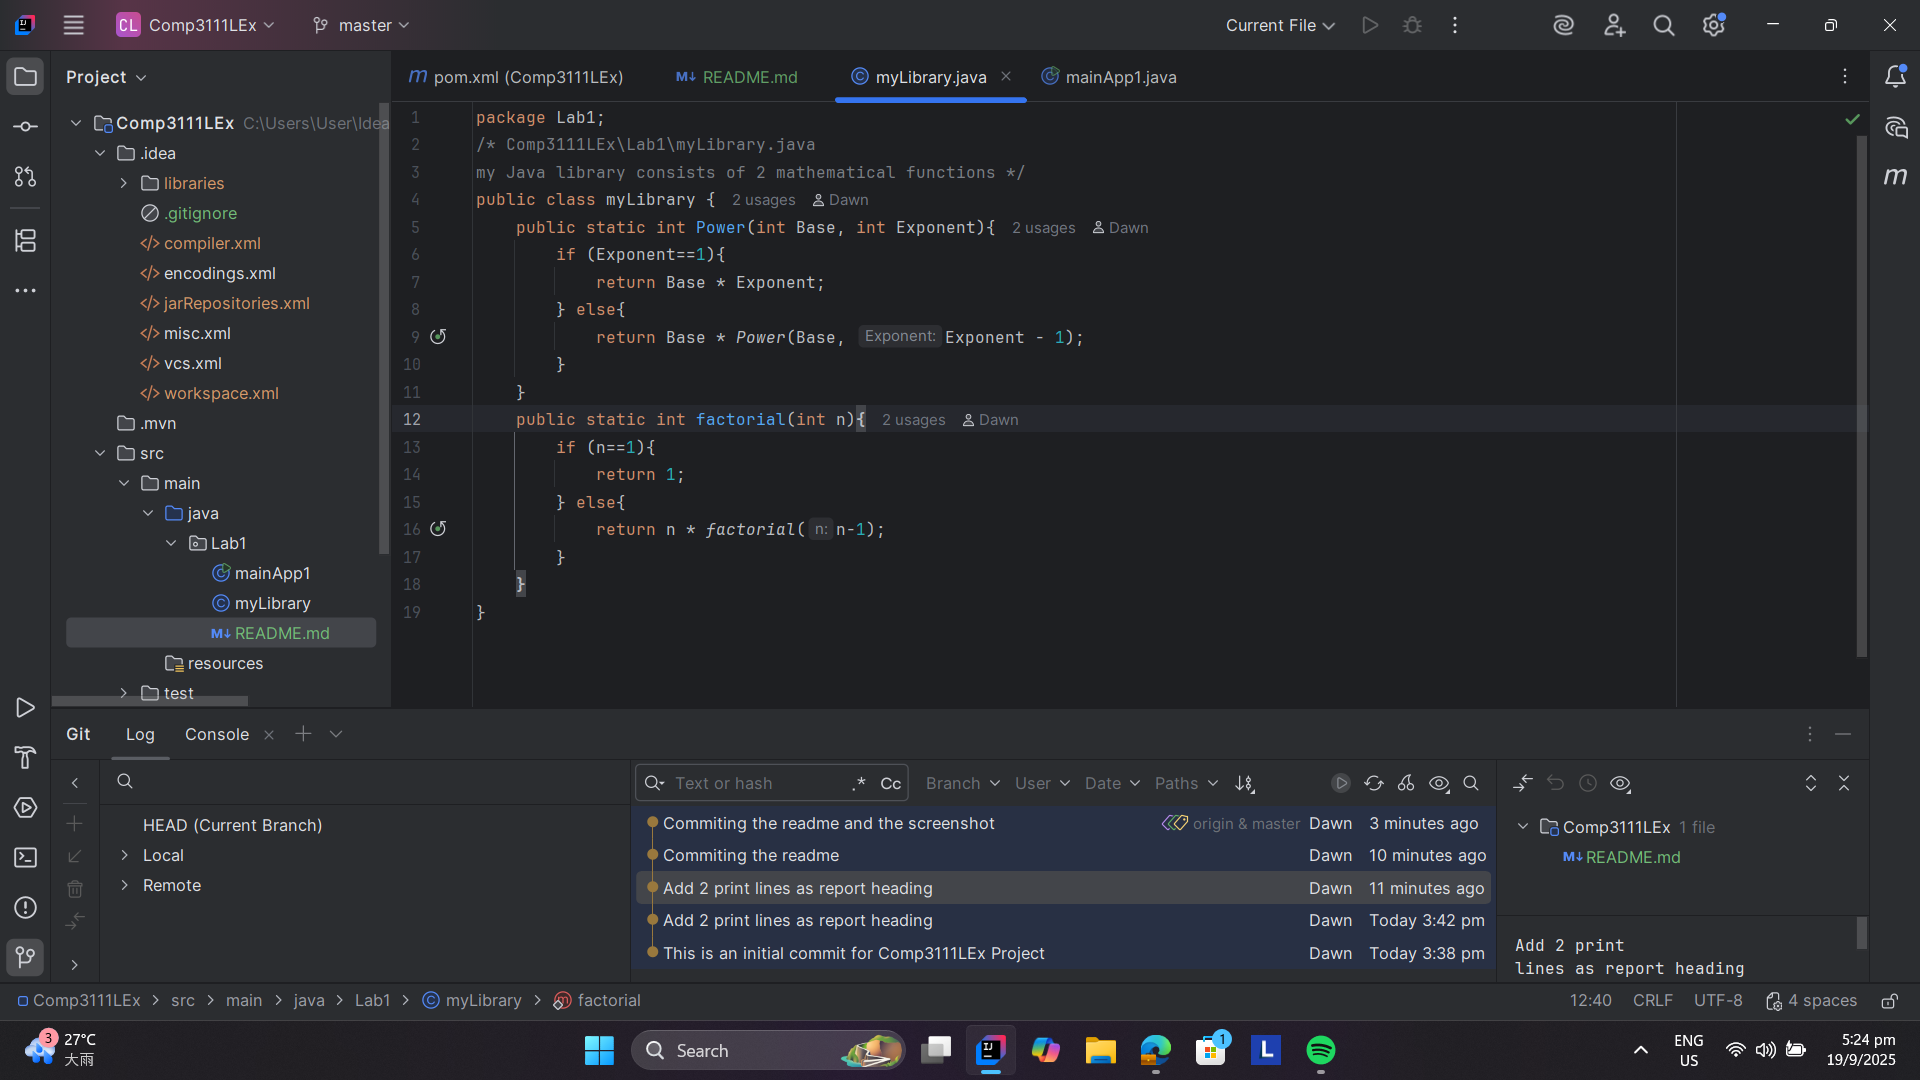 CL Comp3111LEx
master
Current File
Project
pom.xml (Comp3111LEx)
README.md
myLibrary.java
mainApp1.java
Comp3111LEx C:\Users\User\Idea
.idea
libraries
.gitignore
compiler.xml
encodings.xml
jarRepositories.xml
misc.xml
vcs.xml
workspace.xml
.mvn
src
main
java
Lab1
mainApp1
myLibrary
README.md
resources
test
1 package Lab1;
2 /* Comp3111LEx\Lab1\myLibrary.java
3 my Java library consists of 2 mathematical functions */
4 public class myLibrary { 2 usages Dawn
5 public static int Power(int Base, int Exponent){ 2 usages Dawn
6 if (Exponent==1){
7 return Base * Exponent;
8 } else{
9 return Base * Power(Base, Exponent: Exponent - 1);
10 }
11 }
12 public static int factorial(int n){ 2 usages Dawn
13 if (n==1){
14 return 1;
15 } else{
16 return n * factorial( n: n-1);
17 }
18 }
19 }
Git Log Console
Text or hash .* Cc Branch User Date Paths
HEAD (Current Branch)
Local
Remote
Commiting the readme and the screenshot origin & master Dawn 3 minutes ago
Commiting the readme Dawn 10 minutes ago
Add 2 print lines as report heading Dawn 11 minutes ago
Add 2 print lines as report heading Dawn Today 3:42 pm
This is an initial commit for Comp3111LEx Project Dawn Today 3:38 pm
Comp3111LEx 1 file
README.md
Add 2 print
lines as report heading
Comp3111LEx > src > main > java > Lab1 > myLibrary > factorial
12:40 CRLF UTF-8 4 spaces
3
27°C
大雨
Search
1
L
ENG
US
5:24 pm
19/9/2025